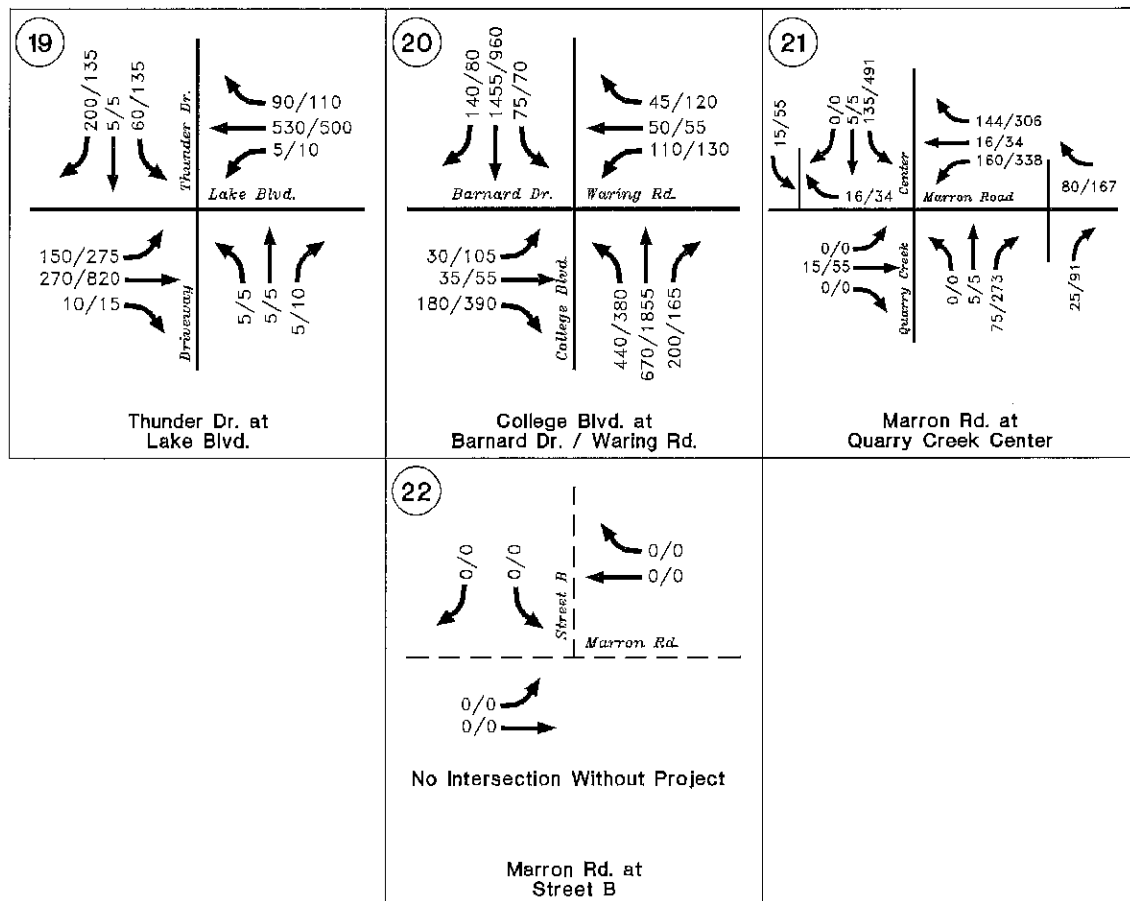 19
200/135
5/5
60/135
Thunder Dr.
90/110
530/500
5/10
Lake Blvd.
150/275
270/820
10/15
Driveway
5/5
5/5
5/10
Thunder Dr. at
Lake Blvd.
20
140/80
1455/960
75/70
45/120
50/55
110/130
Barnard Dr.
Waring Rd.
30/105
35/55
180/390
College Blvd.
440/380
670/1855
200/165
College Blvd. at
Barnard Dr. / Waring Rd.
21
15/55
0/0
5/5
135/491
Center
144/306
16/34
160/338
80/167
16/34
Marron Road
0/0
15/55
0/0
Quarry Creek
0/0
5/5
75/273
25/91
Marron Rd. at
Quarry Creek Center
22
0/0
0/0
Street B
0/0
0/0
Marron Rd.
0/0
0/0
No Intersection Without Project
Marron Rd. at
Street B